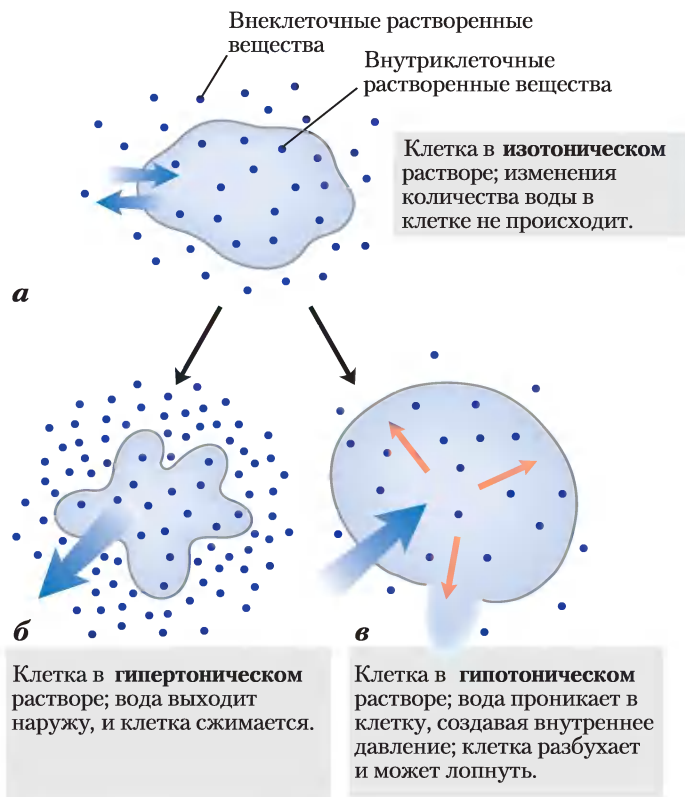 Внеклеточные растворенные
вещества
Внутриклеточные
растворенные вещества
Клетка в изотоническом
растворе; изменения
количества воды в
клетке не происходит.
а
б
Клетка в гипертоническом
растворе; вода выходит
наружу, и клетка сжимается.
в
Клетка в гипотоническом
растворе; вода проникает в
клетку, создавая внутреннее
давление; клетка разбухает
и может лопнуть.